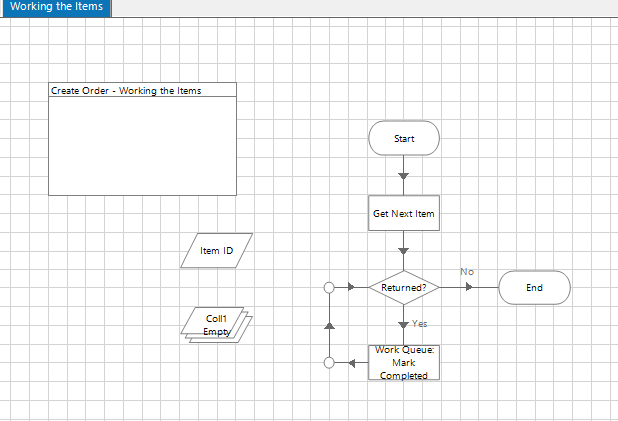 Working the Items
Create Order - Working the Items
Start
Get Next Item
Item ID
No
Returned?
End
Coll1
Empty
Yes
Work Queue:
Mark
Completed